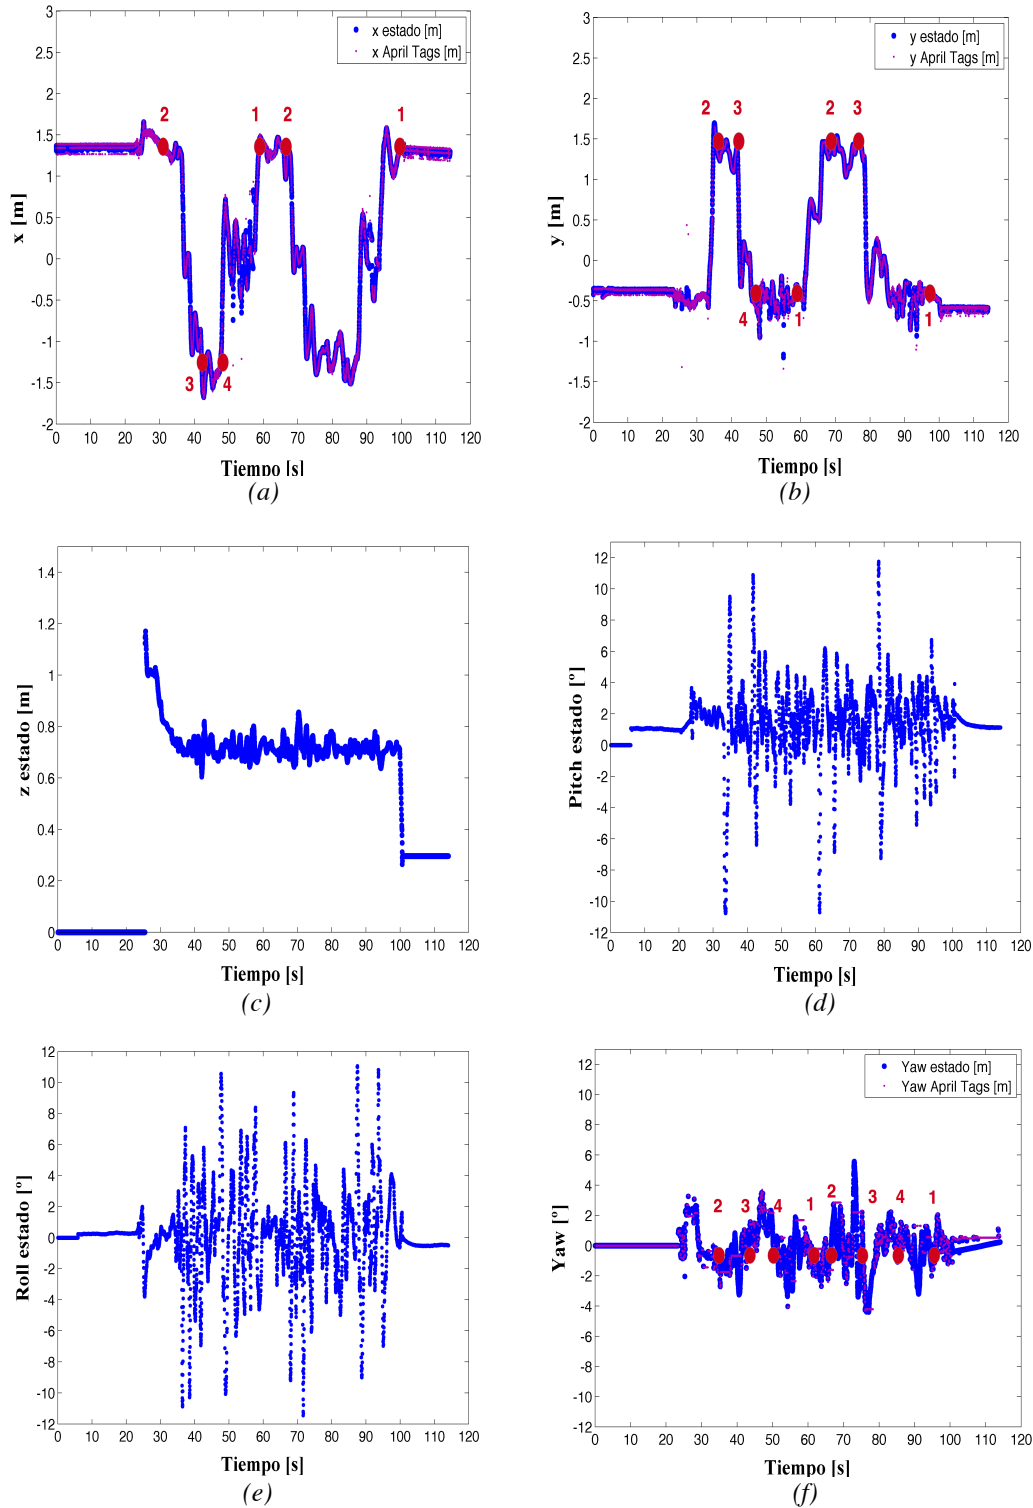 3
2.5
2
1.5
1
0.5
0
-0.5
-1
-1.5
-2
x [m]
x estado [m]
x April Tags [m]
2
1
2
1
3
4
0 10 20 30 40 50 60 70 80 90 100 110 120
Tiempo [s]
(a)
3
2.5
2
1.5
1
0.5
0
-0.5
-1
-1.5
-2
y [m]
y estado [m]
y April Tags [m]
2 3 2 3
4 1 1
0 10 20 30 40 50 60 70 80 90 100 110 120
Tiempo [s]
(b)
1.4
1.2
1
0.8
0.6
0.4
0.2
0
z estado [m]
0 10 20 30 40 50 60 70 80 90 100 110 120
Tiempo [s]
(c)
12
10
8
6
4
2
0
-2
-4
-6
-8
-10
-12
Pitch estado [º]
0 10 20 30 40 50 60 70 80 90 100 110 120
Tiempo [s]
(d)
12
10
8
6
4
2
0
-2
-4
-6
-8
-10
-12
Roll estado [º]
0 10 20 30 40 50 60 70 80 90 100 110 120
Tiempo [s]
(e)
12
10
8
6
4
2
0
-2
-4
-6
-8
-10
-12
Yaw [º]
Yaw estado [m]
Yaw April Tags [m]
2 3 4 1 2 3 4 1
0 10 20 30 40 50 60 70 80 90 100 110 120
Tiempo [s]
(f)